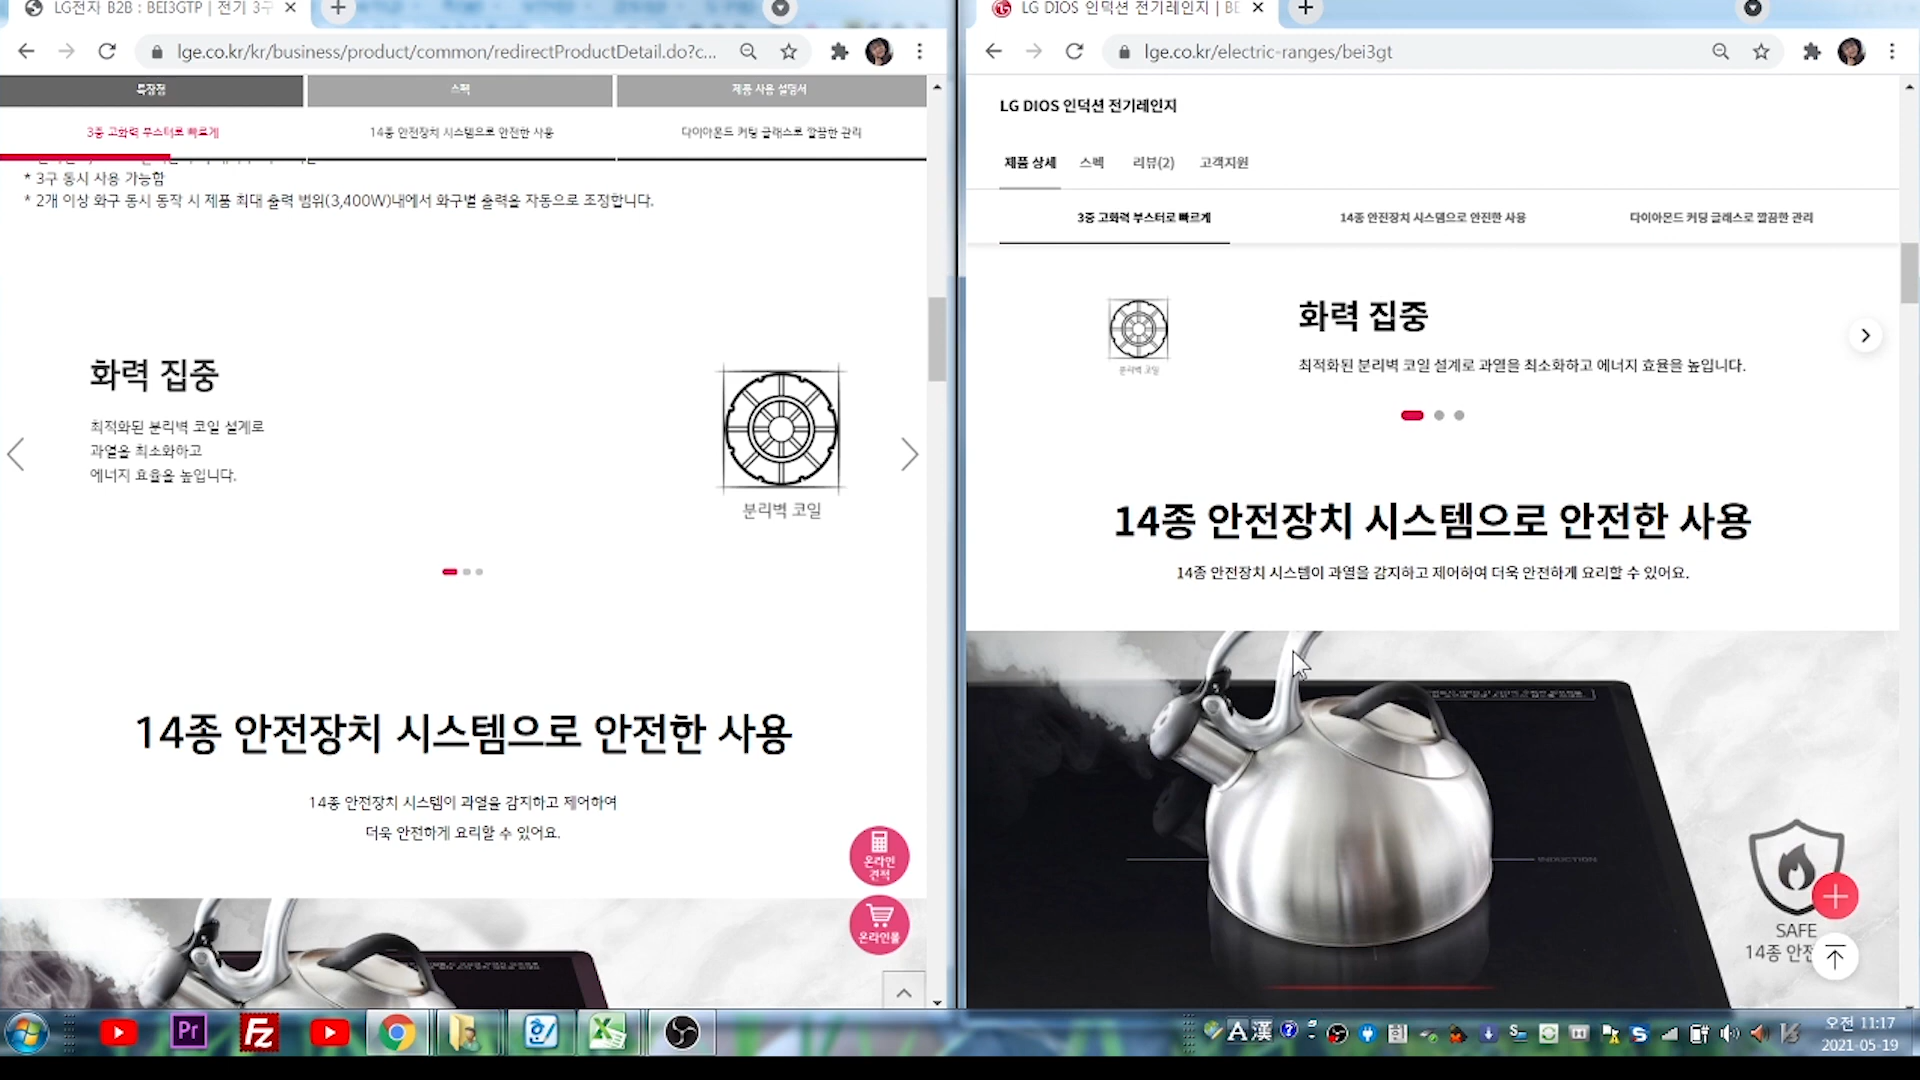 LG전자 B2B : BEI3GTP | 전기 3구
lge.co.kr/kr/business/product/common/redirectProductDetail.do?c...
특장점
스펙
제품 사용 설명서
3중 고화력 부스터로 빠르게
14종 안전장치 시스템으로 안전한 사용
다이아몬드 커팅 글래스로 깔끔한 관리
* 3구 동시 사용 가능함
* 2개 이상 화구 동시 동작 시 제품 최대 출력 범위(3,400W)내에서 화구별 출력을 자동으로 조정합니다.
화력 집중
최적화된 분리벽 코일 설계로
과열을 최소화하고
에너지 효율을 높입니다.
분리벽 코일
14종 안전장치 시스템으로 안전한 사용
14종 안전장치 시스템이 과열을 감지하고 제어하여
더욱 안전하게 요리할 수 있어요.
온라인
견적
온라인몰
LG DIOS 인덕션 전기레인지 | BE
lge.co.kr/electric-ranges/bei3gt
LG DIOS 인덕션 전기레인지
제품 상세
스펙
리뷰(2)
고객지원
3중 고화력 부스터로 빠르게
14종 안전장치 시스템으로 안전한 사용
다이아몬드 커팅 글래스로 깔끔한 관리
화력 집중
최적화된 분리벽 코일 설계로 과열을 최소화하고 에너지 효율을 높입니다.
분리벽 코일
14종 안전장치 시스템으로 안전한 사용
14종 안전장치 시스템이 과열을 감지하고 제어하여 더욱 안전하게 요리할 수 있어요.
INDUCTION
SAFE
14종 안전
Pr
FZ
A 漢
오전 11:17
2021-05-19